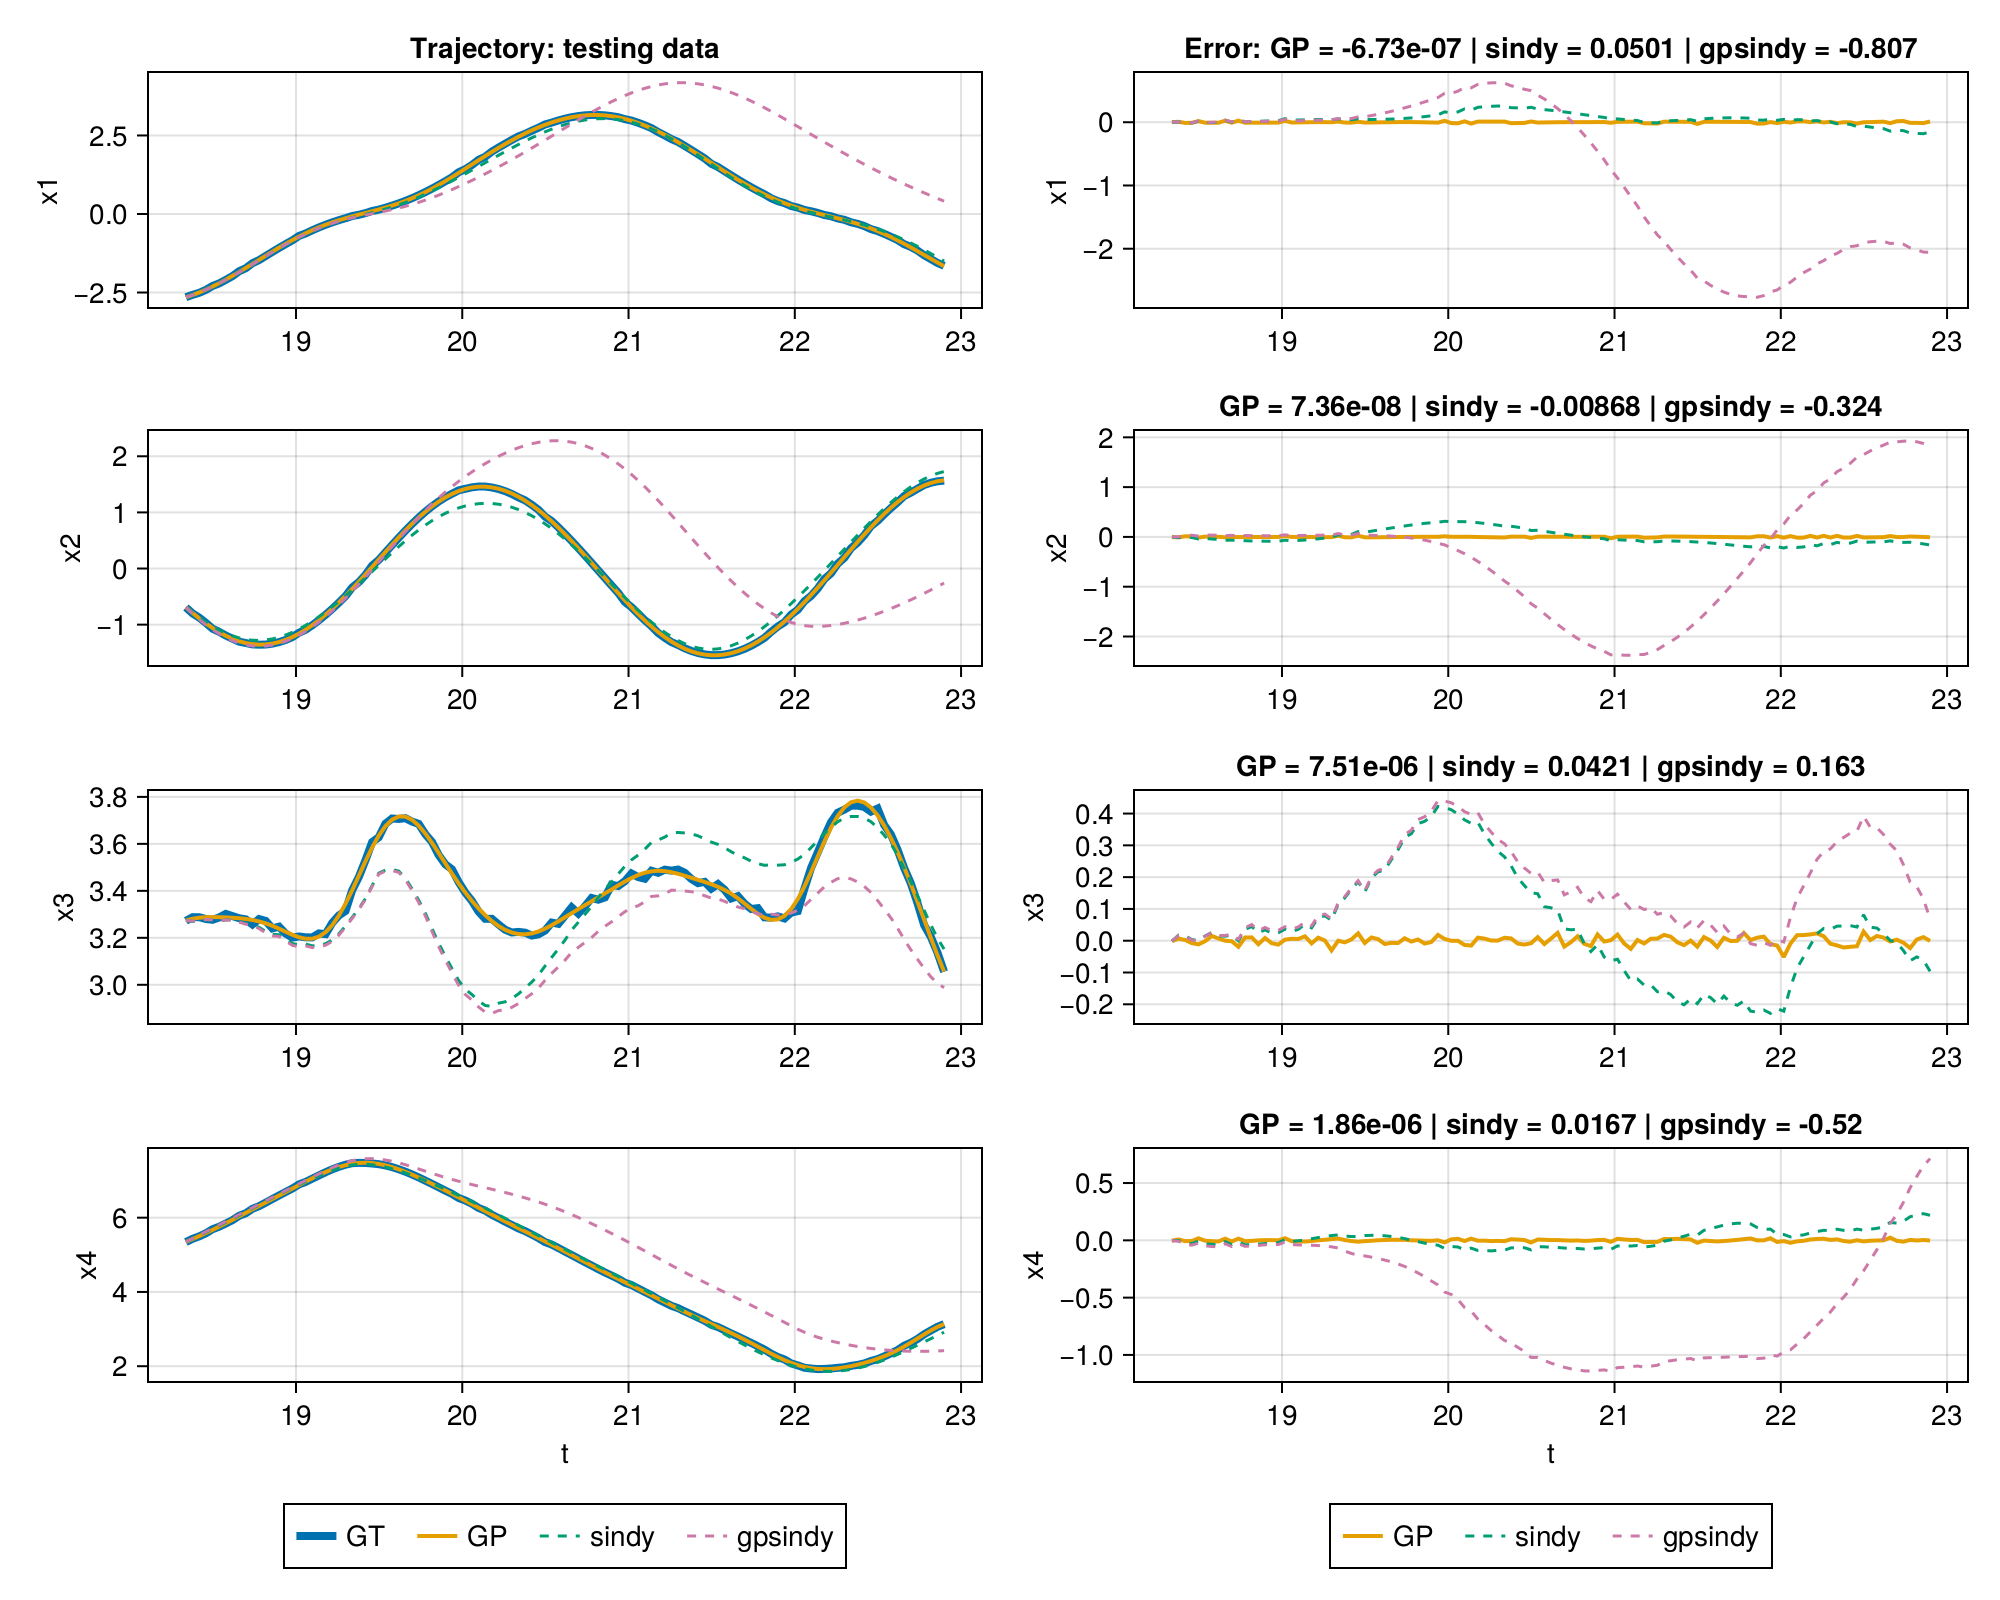 Trajectory: testing data
x1
2.5
0.0
−2.5
19 20 21 22 23
Error: GP = -6.73e-07 | sindy = 0.0501 | gpsindy = -0.807
x1
0
−1
−2
19 20 21 22 23
x2
2
1
0
−1
19 20 21 22 23
GP = 7.36e-08 | sindy = -0.00868 | gpsindy = -0.324
x2
2
1
0
−1
−2
19 20 21 22 23
x3
3.8
3.6
3.4
3.2
3.0
19 20 21 22 23
GP = 7.51e-06 | sindy = 0.0421 | gpsindy = 0.163
x3
0.4
0.3
0.2
0.1
0.0
−0.1
−0.2
19 20 21 22 23
x4
6
4
2
19 20 21 22 23
t
GP = 1.86e-06 | sindy = 0.0167 | gpsindy = -0.52
x4
0.5
0.0
−0.5
−1.0
19 20 21 22 23
t
GT GP sindy gpsindy
GP sindy gpsindy